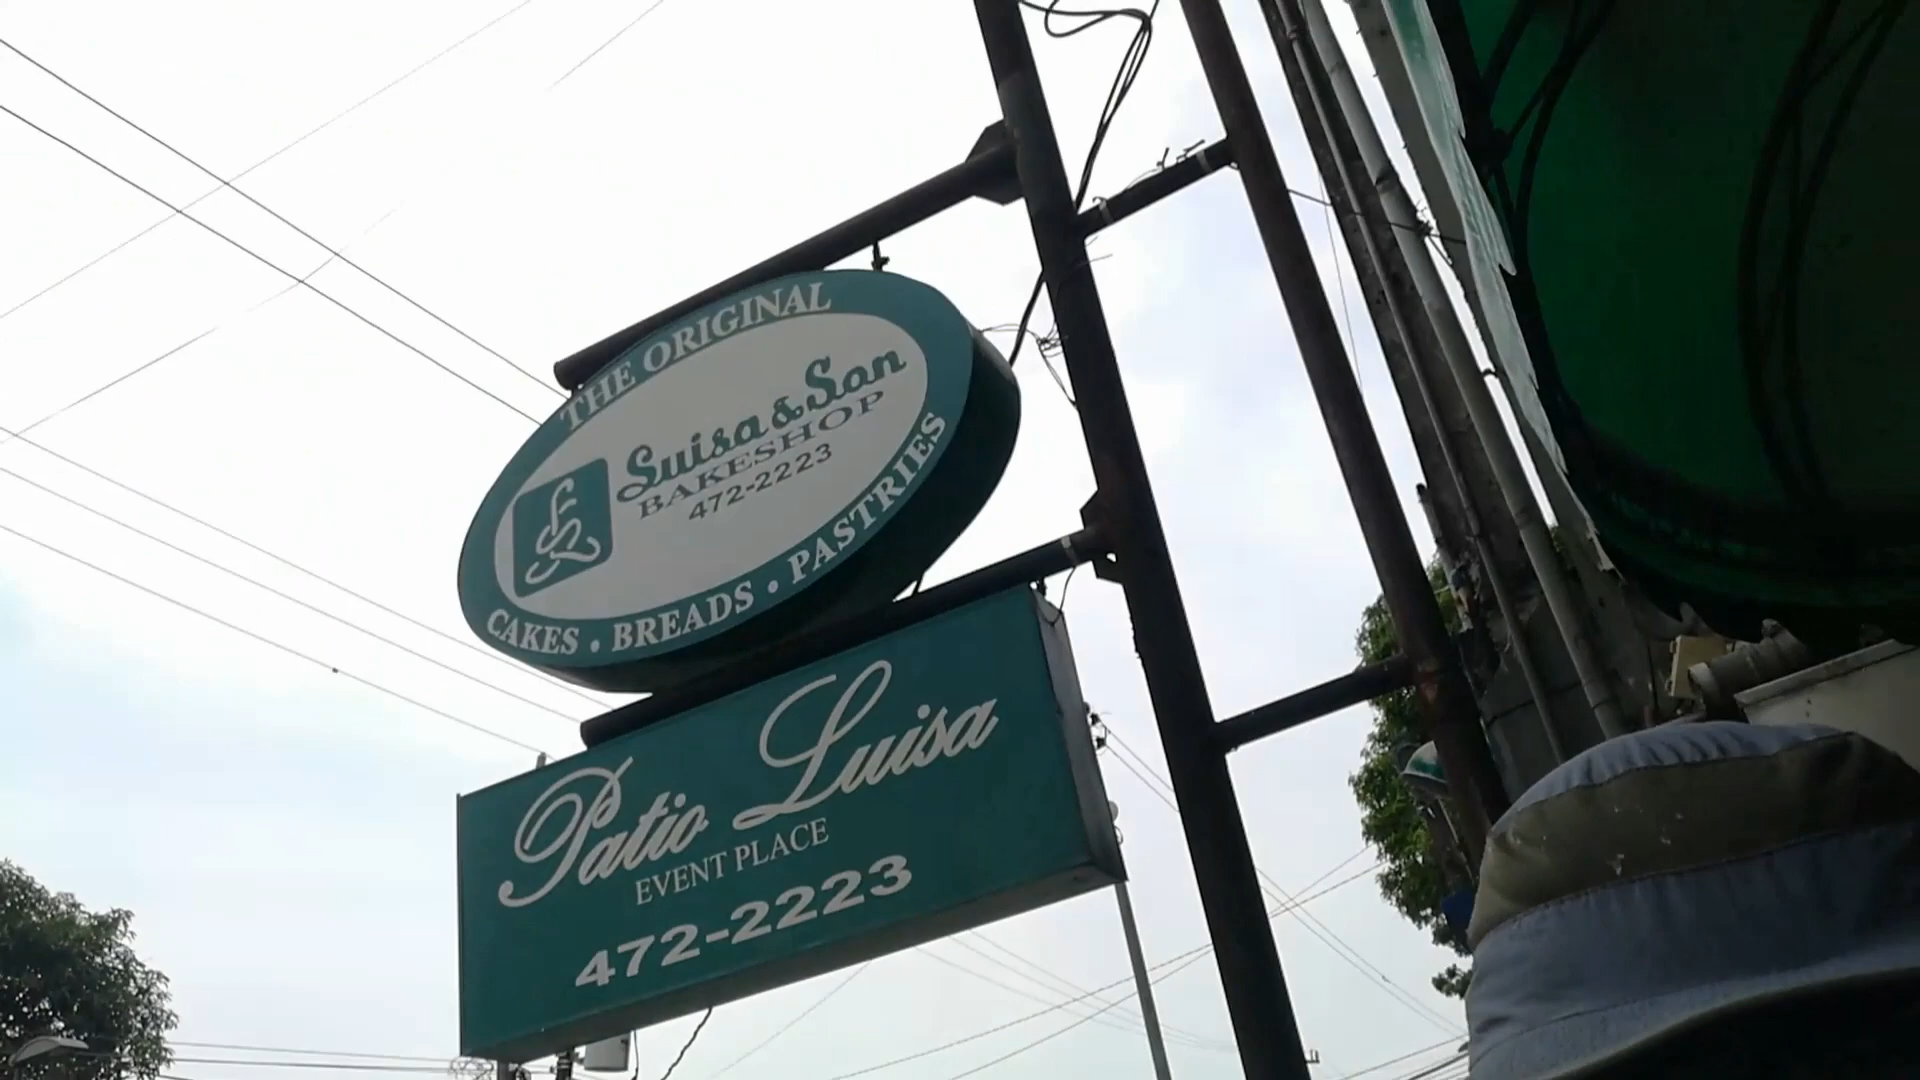 THE ORIGINAL
Luisa & Son
BAKESHOP
472-2223
CAKES • BREADS • PASTRIES
Patio Luisa
EVENT PLACE
472-2223